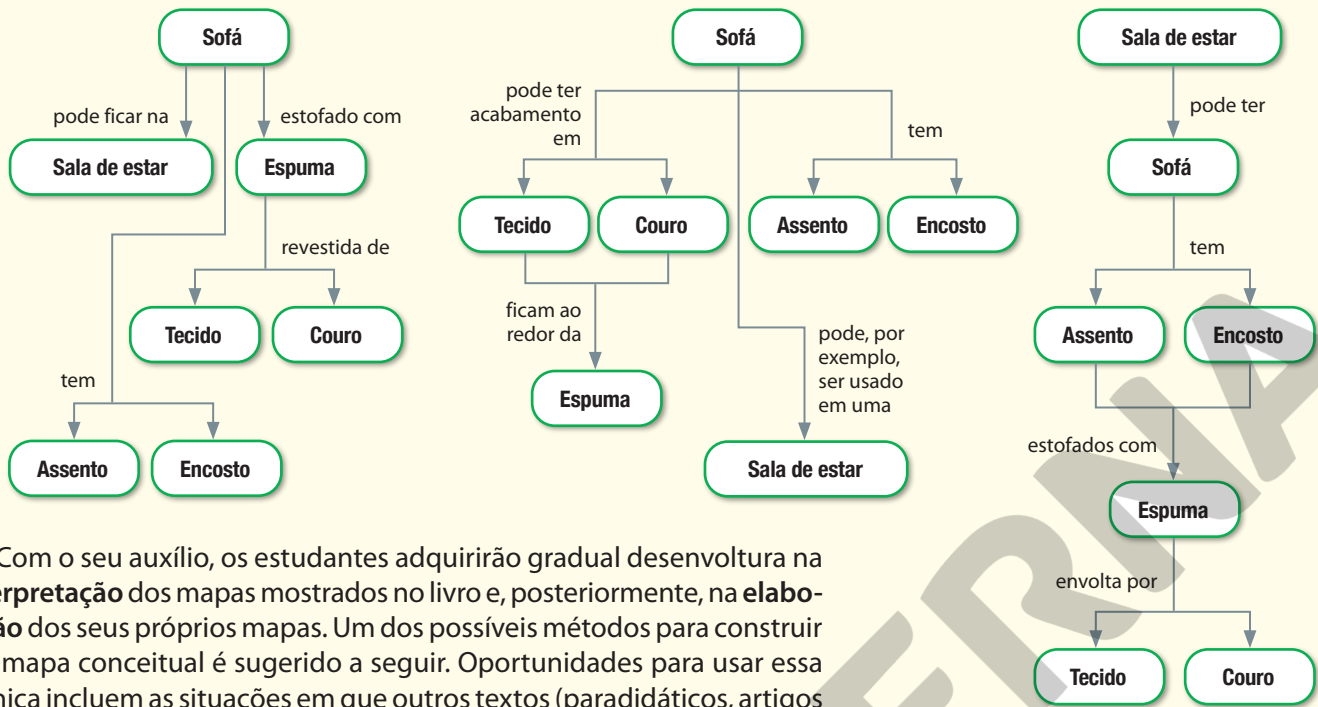 Sofá
pode ficar na
estofado com
Sala de estar
Espuma
revestida de
Tecido
Couro
tem
Assento
Encosto
Sofá
pode ter
acabamento
em
tem
Tecido
Couro
Assento
Encosto
ficam ao
redor da
Espuma
pode, por
exemplo,
ser usado
em uma
Sala de estar
Sala de estar
pode ter
Sofá
tem
Assento
Encosto
estofados com
Espuma
envolta por
Tecido
Couro
Com o seu auxílio, os estudantes adquirirão gradual desenvoltura na
erpretação dos mapas mostrados no livro e, posteriormente, na elabo-
ão dos seus próprios mapas. Um dos possíveis métodos para construir
mapa conceitual é sugerido a seguir. Oportunidades para usar essa
nica incluem as situações em que outros textos (paradidáticos, artigos
ERNA